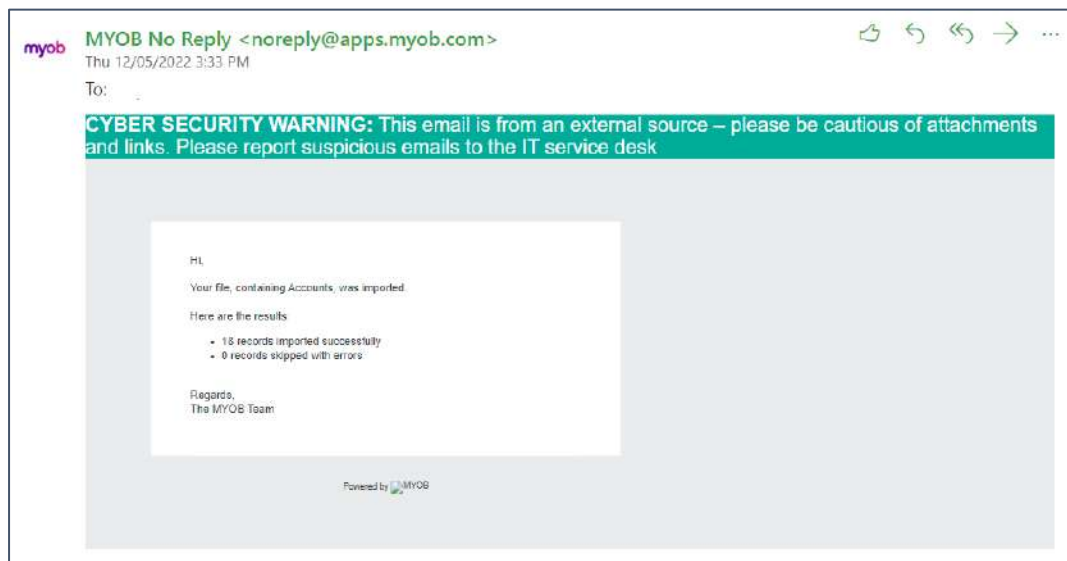 myob
MYOB No Reply <noreply@apps.myob.com>
Thu 12/05/2022 3:33 PM
To:
CYBER SECURITY WARNING: This email is from an external source – please be cautious of attachments
and links. Please report suspicious emails to the IT service desk
Hi,
Your file, containing Accounts, was imported.
Here are the results
• 18 records imported successfully
• 0 records skipped with errors
Regards,
The MYOB Team
Powered by MYOB